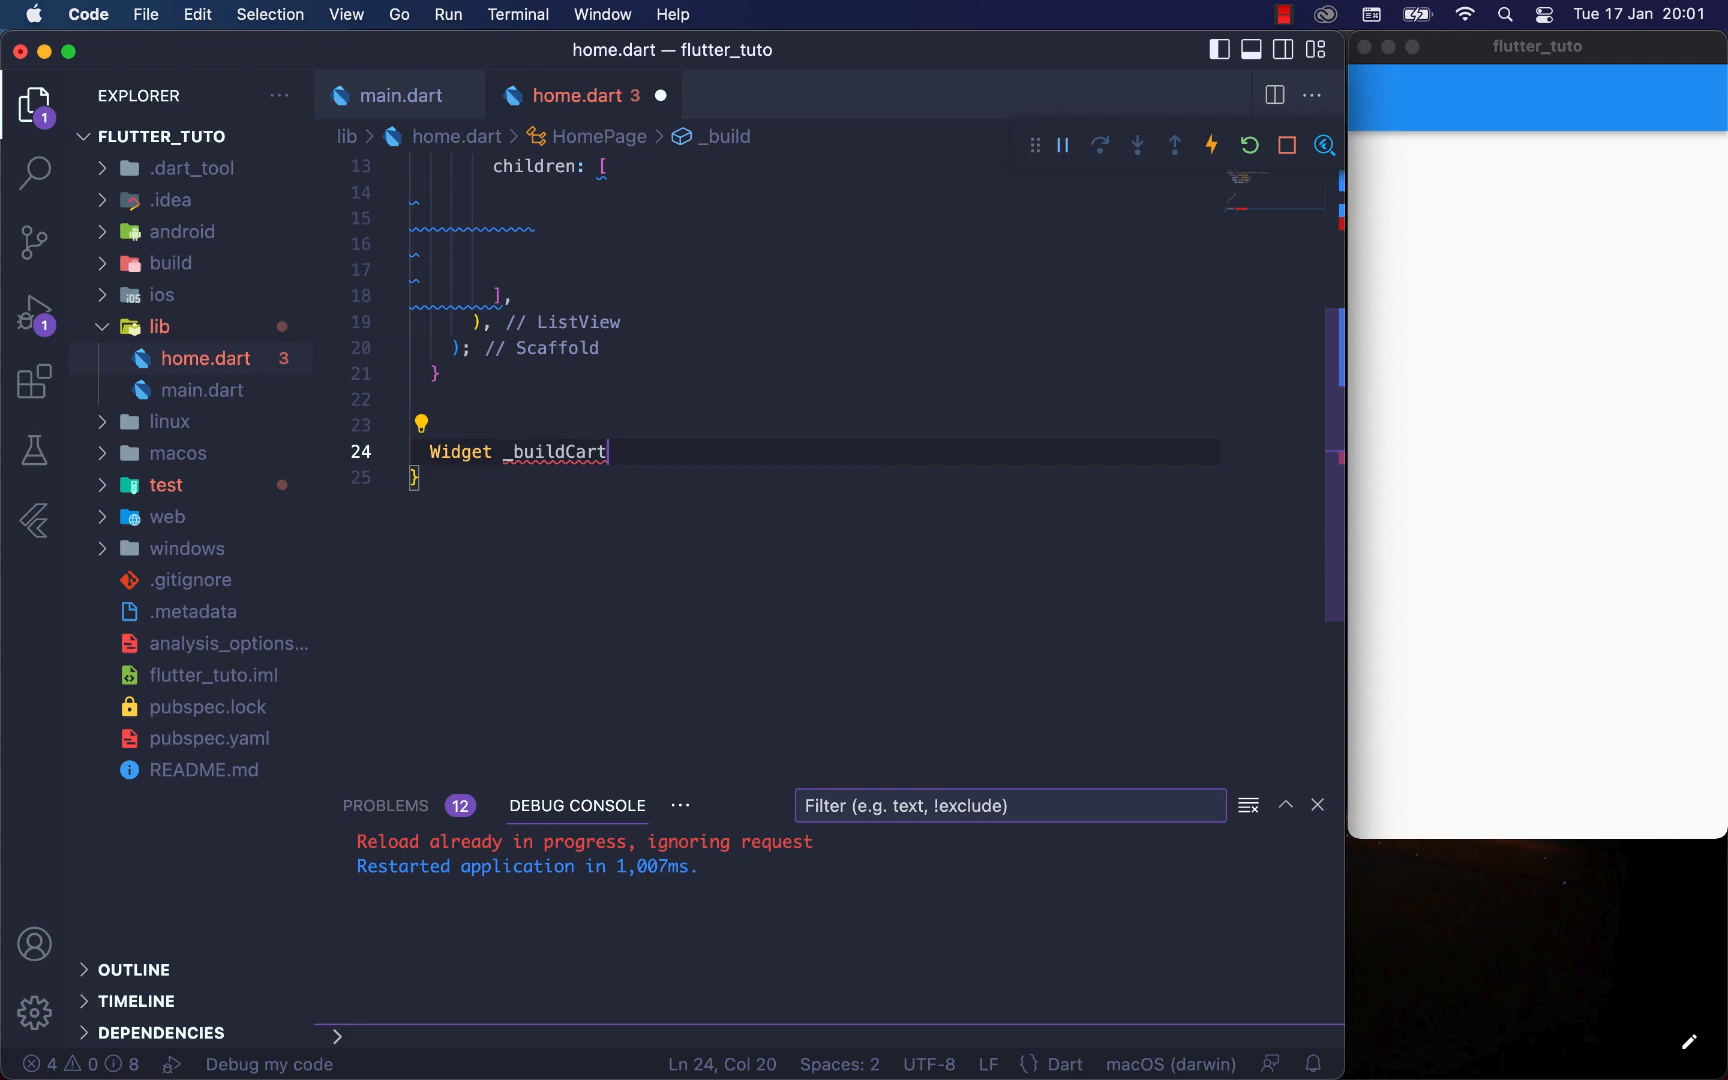 Code File Edit Selection View Go Run Terminal Window Help Tue 17 Jan 20:01
home.dart — flutter_tuto
flutter_tuto
EXPLORER
main.dart
home.dart 3
FLUTTER_TUTO
lib > home.dart > HomePage > _build
.dart_tool
.idea
android
build
ios
lib
home.dart 3
main.dart
linux
macos
test
web
windows
.gitignore
.metadata
analysis_options...
flutter_tuto.iml
pubspec.lock
pubspec.yaml
README.md
OUTLINE
TIMELINE
DEPENDENCIES
1
1
13 children: [
14
15
16
17
18 ],
19 ), // ListView
20 ); // Scaffold
21 }
22
23
24 Widget _buildCart
25 }
PROBLEMS 12 DEBUG CONSOLE Filter (e.g. text, !exclude)
Reload already in progress, ignoring request
Restarted application in 1,007ms.
>
4 0 8 Debug my code Ln 24, Col 20 Spaces: 2 UTF-8 LF {} Dart macOS (darwin)